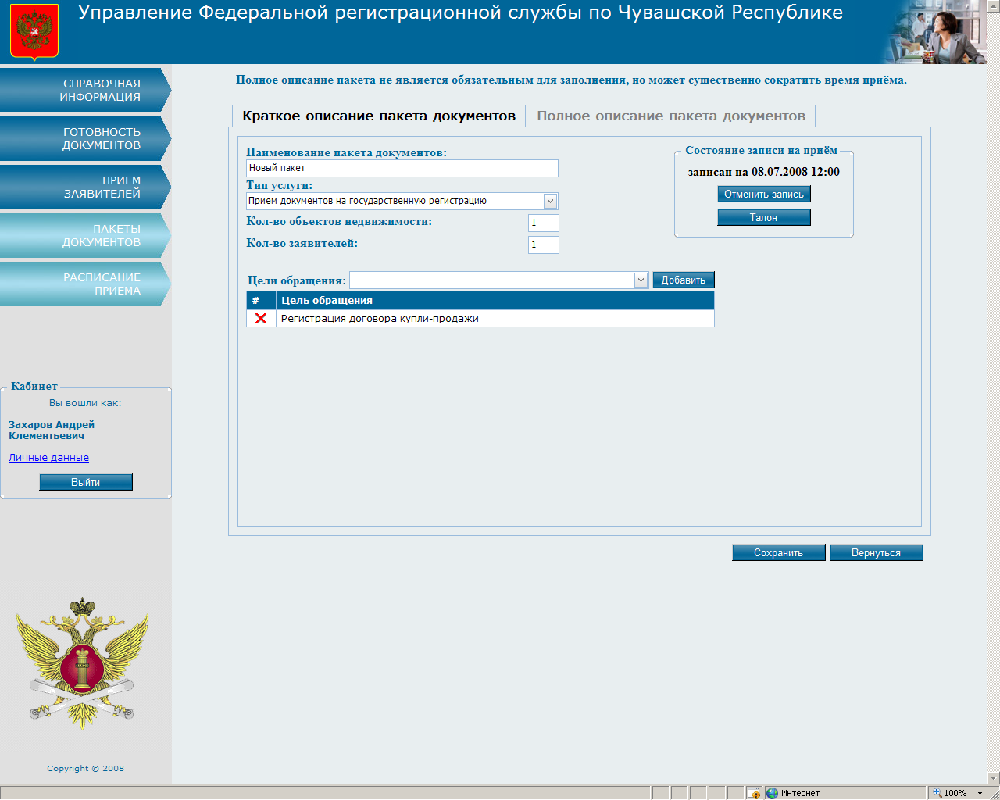 Управление Федеральной регистрационной службы по Чувашской Республике
СПРАВОЧНАЯ
ИНФОРМАЦИЯ
ГОТОВНОСТЬ
ДОКУМЕНТОВ
ПРИЕМ
ЗАЯВИТЕЛЕЙ
ПАКЕТЫ
ДОКУМЕНТОВ
РАСПИСАНИЕ
ПРИЕМА
Кабинет
Вы вошли как:
Захаров Андрей
Клементьевич
Личные данные
Выйти
Copyright © 2008
Полное описание пакета не является обязательным для заполнения, но может существенно сократить время приёма.
Краткое описание пакета документов
Полное описание пакета документов
Наименование пакета документов:
Новый пакет
Тип услуги:
Прием документов на государственную регистрацию
Кол-во объектов недвижимости: 1
Кол-во заявителей: 1
Состояние записи на приём
записан на 08.07.2008 12:00
Отменить запись
Талон
Цели обращения: Добавить
# Цель обращения
Регистрация договора купли-продажи
Сохранить Вернуться
Интернет 100%